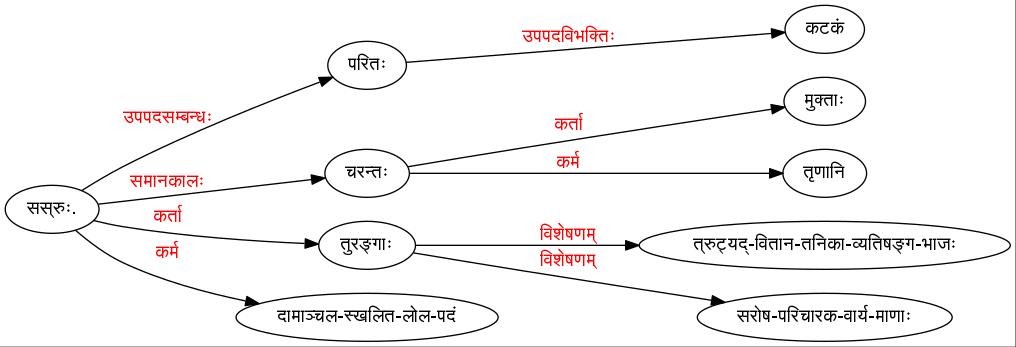 कटकं
उपपदविभक्तिः
परितः
मुक्ताः
उपपदसम्बन्धः
कर्ता
कर्म
चरन्तः
तृणानि
समानकालः
सस्रुः.
कर्ता
विशेषणम्
तुरङ्गाः
त्रुट्यद्-वितान-तनिका-व्यतिषङ्ग-भाजः
कर्म
विशेषणम्
दामाञ्चल-स्खलित-लोल-पदं
सरोष-परिचारक-वार्य-माणाः